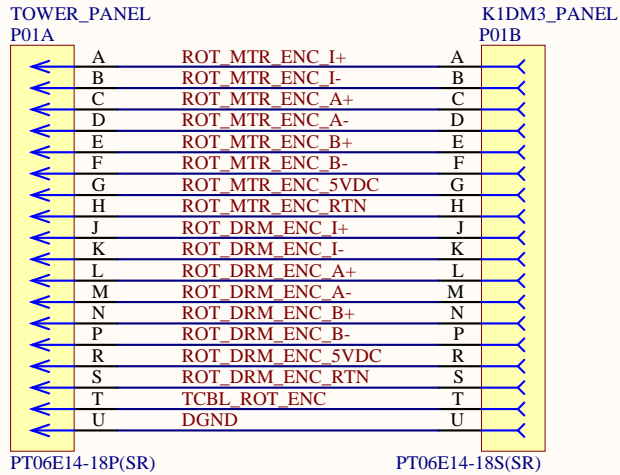 TOWER_PANEL K1DM3_PANEL
P01A P01B
A ROT_MTR_ENC_I+ A
B ROT_MTR_ENC_I- B
C ROT_MTR_ENC_A+ C
D ROT_MTR_ENC_A- D
E ROT_MTR_ENC_B+ E
F ROT_MTR_ENC_B- F
G ROT_MTR_ENC_5VDC G
H ROT_MTR_ENC_RTN H
J ROT_DRM_ENC_I+ J
K ROT_DRM_ENC_I- K
L ROT_DRM_ENC_A+ L
M ROT_DRM_ENC_A- M
N ROT_DRM_ENC_B+ N
P ROT_DRM_ENC_B- P
R ROT_DRM_ENC_5VDC R
S ROT_DRM_ENC_RTN S
T TCBL_ROT_ENC T
U DGND U
PT06E14-18P(SR) PT06E14-18S(SR)